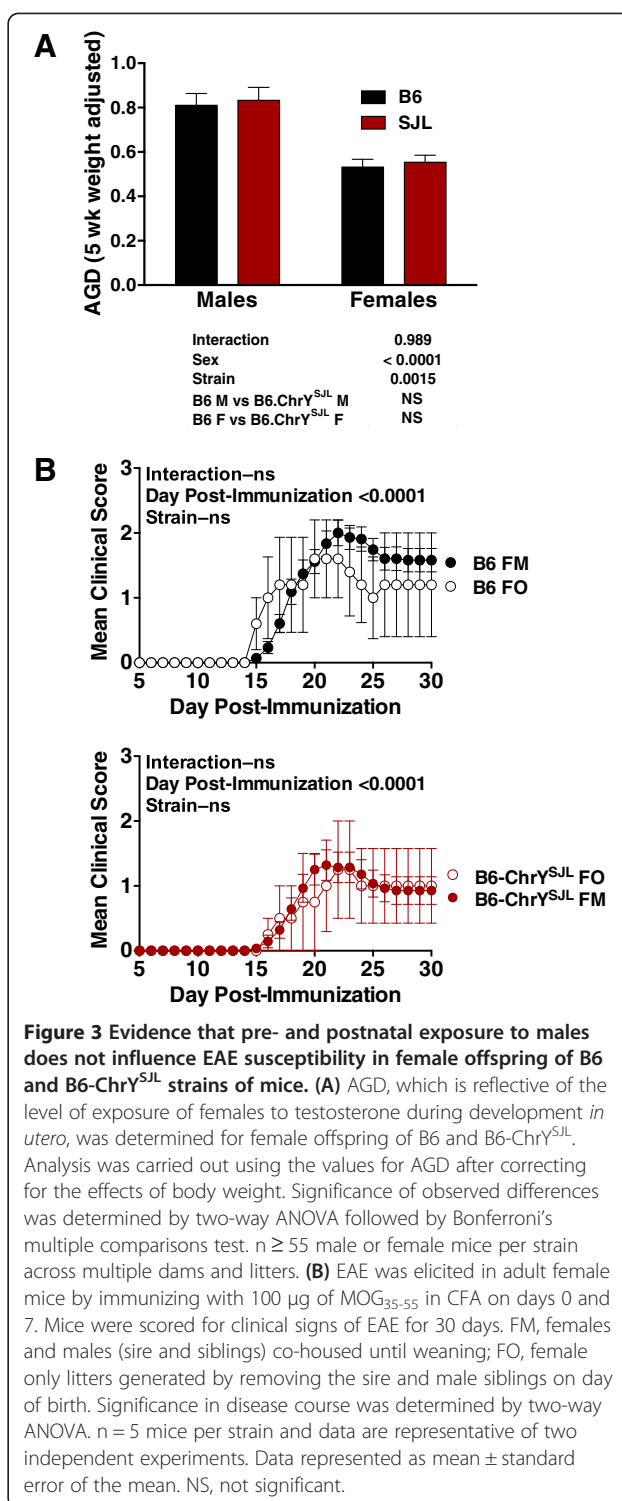 A
AGD (5 wk weight adjusted)
1.0
0.8
0.6
0.4
0.2
0.0
B6
SJL
Males Females
Interaction 0.989
Sex < 0.0001
Strain 0.0015
B6 M vs B6.ChrY^SJL M NS
B6 F vs B6.ChrY^SJL F NS
B
Mean Clinical Score
3
2
1
0
Interaction–ns
Day Post-Immunization <0.0001
Strain–ns
B6 FM
B6 FO
5 10 15 20 25 30
Day Post-Immunization
Mean Clinical Score
3
2
1
0
Interaction–ns
Day Post-Immunization <0.0001
Strain–ns
B6-ChrY^SJL FO
B6-ChrY^SJL FM
5 10 15 20 25 30
Day Post-Immunization
Figure 3 Evidence that pre- and postnatal exposure to males
does not influence EAE susceptibility in female offspring of B6
and B6-ChrY^SJL strains of mice. (A) AGD, which is reflective of the
level of exposure of females to testosterone during development in
utero, was determined for female offspring of B6 and B6-ChrY^SJL.
Analysis was carried out using the values for AGD after correcting
for the effects of body weight. Significance of observed differences
was determined by two-way ANOVA followed by Bonferroni's
multiple comparisons test. n ≥ 55 male or female mice per strain
across multiple dams and litters. (B) EAE was elicited in adult female
mice by immunizing with 100 μg of MOG35-55 in CFA on days 0 and
7. Mice were scored for clinical signs of EAE for 30 days. FM, females
and males (sire and siblings) co-housed until weaning; FO, female
only litters generated by removing the sire and male siblings on day
of birth. Significance in disease course was determined by two-way
ANOVA. n = 5 mice per strain and data are representative of two
independent experiments. Data represented as mean ± standard
error of the mean. NS, not significant.